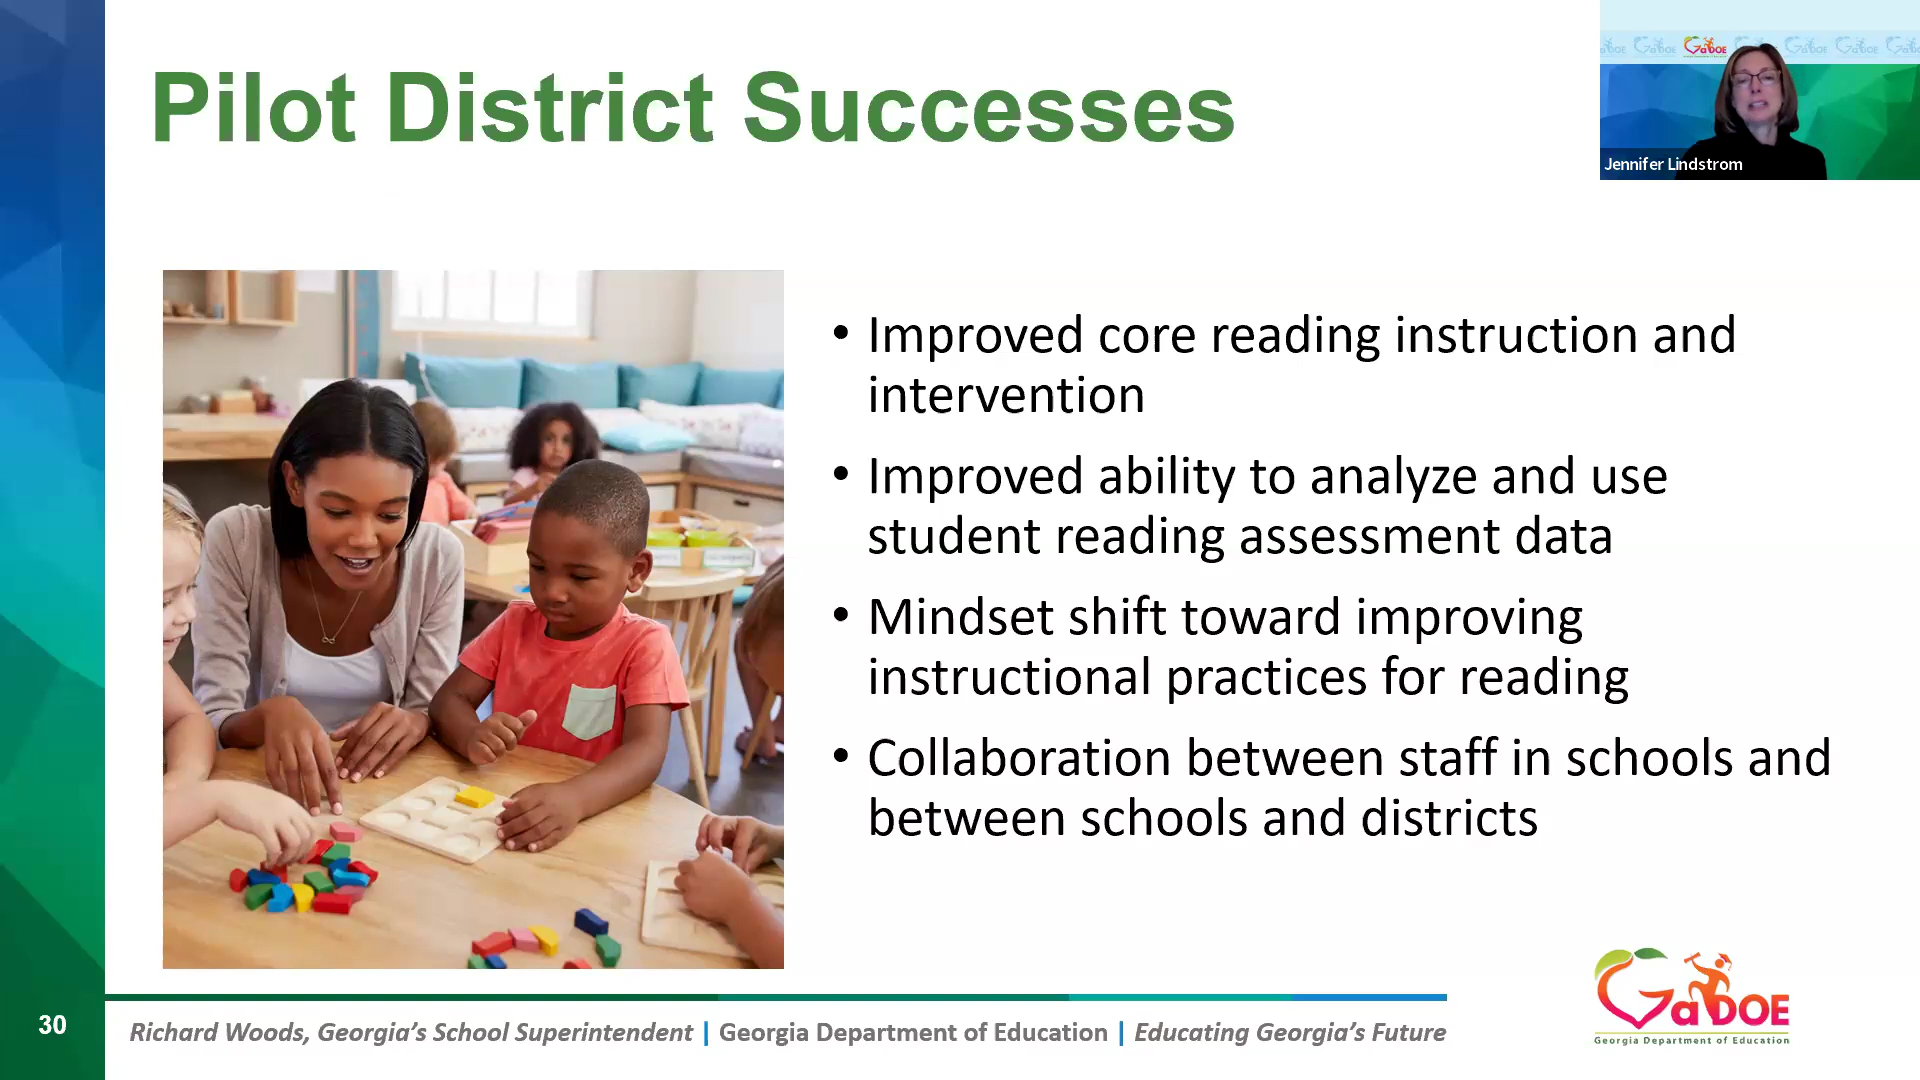 Pilot District Successes
GaDOE
Jennifer Lindstrom
• Improved core reading instruction and
intervention
• Improved ability to analyze and use
student reading assessment data
• Mindset shift toward improving
instructional practices for reading
• Collaboration between staff in schools and
between schools and districts
GaDOE
Georgia Department of Education
30
Richard Woods, Georgia’s School Superintendent | Georgia Department of Education | Educating Georgia’s Future